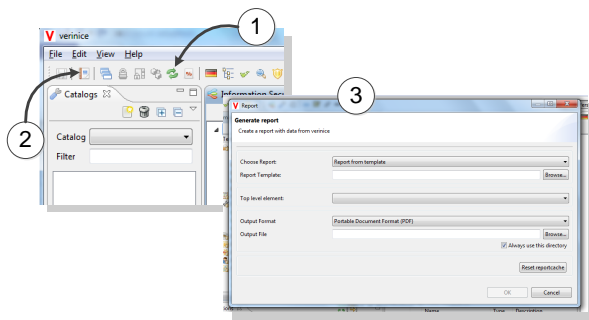 1
verinice
File Edit View Help
2
Catalogs
Information Secu
Catalog
Filter
3
Report
Generate report
Create a report with data from verinice
Choose Report:
Report from template
Report Template:
Browse...
Top level element:
Output Format
Portable Document Format (PDF)
Output File
Browse...
Always use this directory
Reset reportcache
OK
Cancel
Name Type Description